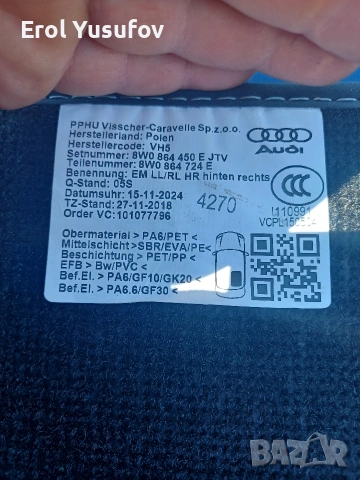 Erol Yusufov
PPHU Visscher-Caravelle Sp.z.o.o.
Herstellerland: Polen
Herstellercode: VH5
Setnummer: 8W0 864 450 E JTV
Teilenummer: 8W0 864 724 E
Benennung: EM LL/RL HR hinten rechts
Q-Stand: 05S
Datumsuhr: 15-11-2024
TZ-Stand: 27-11-2018
Order VC: 101077796
Audi
CCC
4270
Obermaterial >PA6/PET<
Mittelschicht >SBR/EVA/PE<
Beschichtung >PET/PP<
EFB > Bw/PVC <
Bef.El. > PA6/GF10/GK20 <
Bef.El. > PA6.6/GF30 <
BAZAR